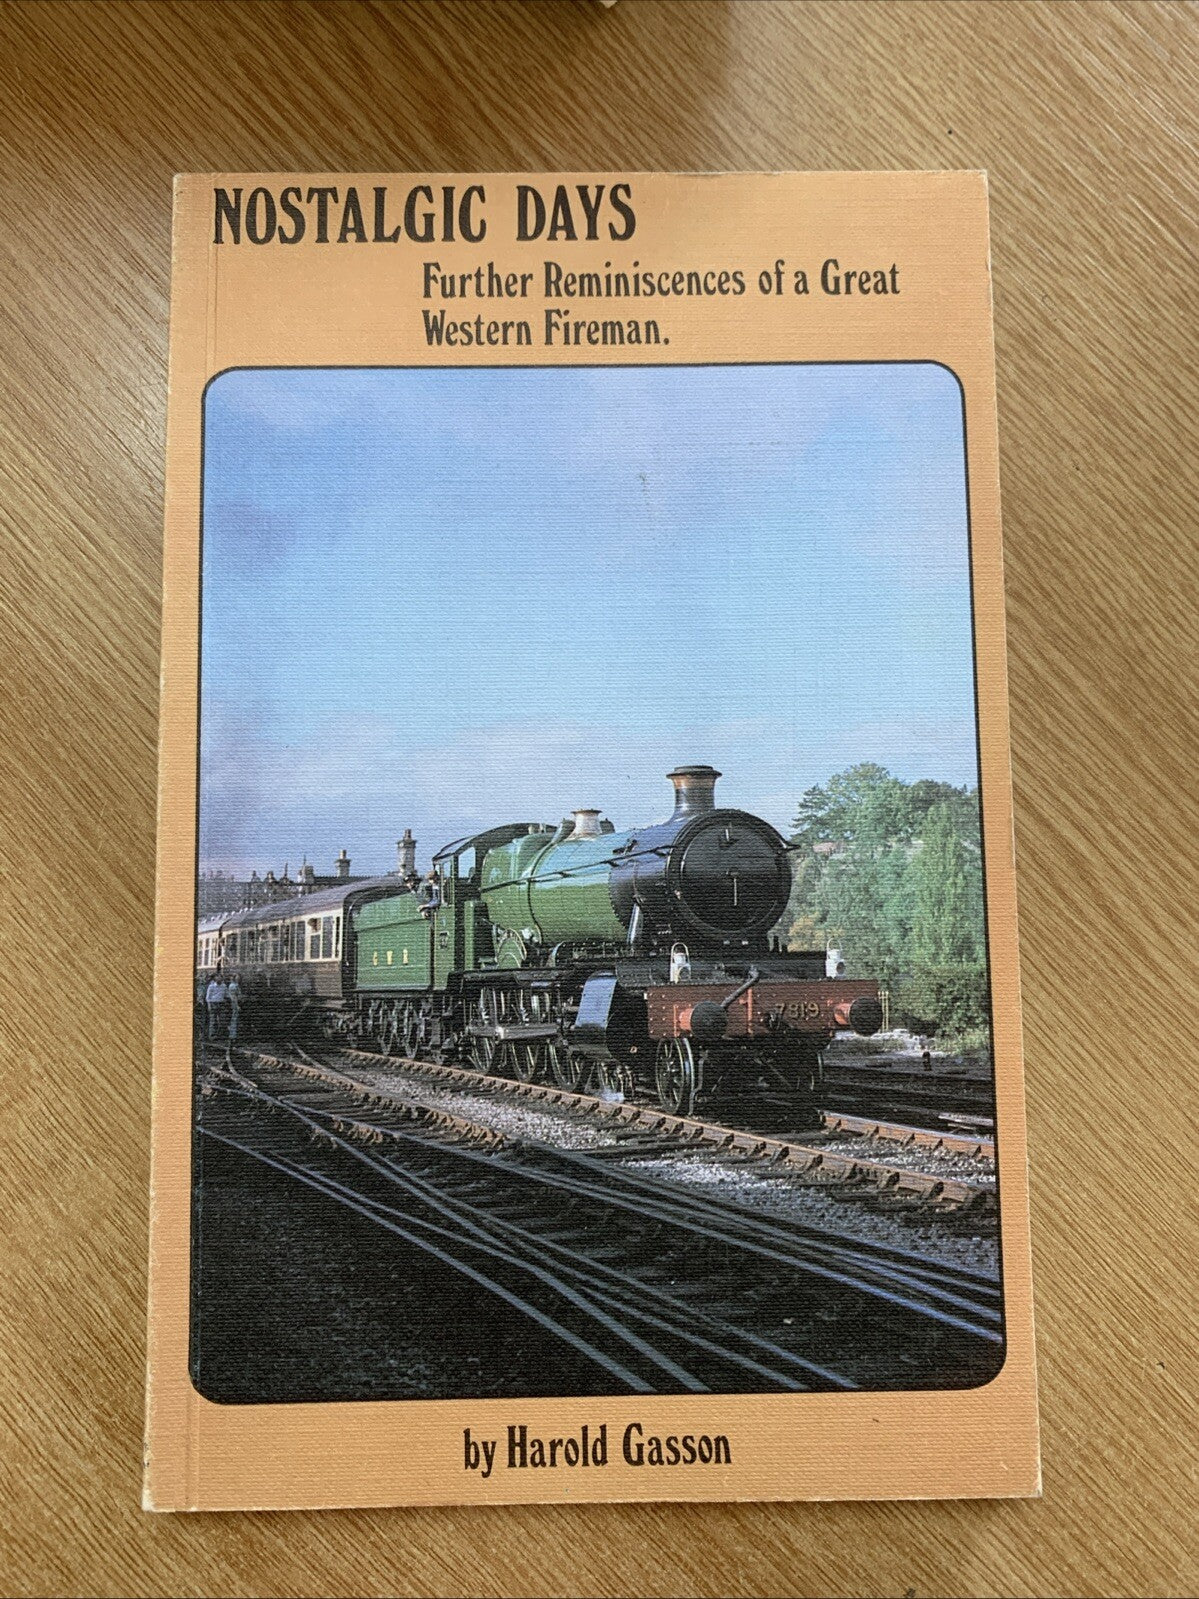 NOSTALGIC DAYS
Further Reminiscences of a Great
Western Fireman.
G W R
7819
by Harold Gasson